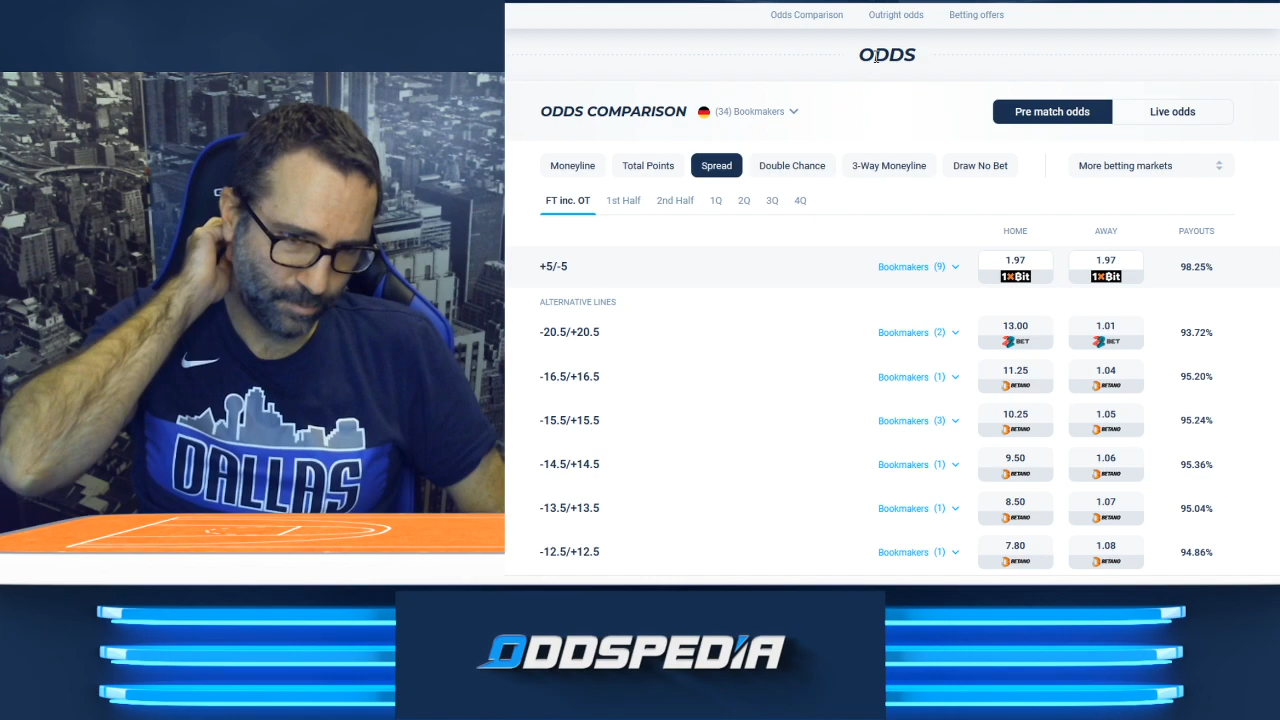 Odds Comparison Outright odds Betting offers
ODDS
ODDS COMPARISON (34) Bookmakers Pre match odds Live odds
Moneyline Total Points Spread Double Chance 3-Way Moneyline Draw No Bet More betting markets
FT inc. OT 1st Half 2nd Half 1Q 2Q 3Q 4Q
HOME AWAY PAYOUTS
+5/-5 Bookmakers (9) 1.97 1.97 98.25%
1XBit 1XBit
ALTERNATIVE LINES
-20.5/+20.5 Bookmakers (2) 13.00 1.01 93.72%
22BET 22BET
-16.5/+16.5 Bookmakers (1) 11.25 1.04 95.20%
BETANO BETANO
-15.5/+15.5 Bookmakers (3) 10.25 1.05 95.24%
BETANO BETANO
-14.5/+14.5 Bookmakers (1) 9.50 1.06 95.36%
BETANO BETANO
-13.5/+13.5 Bookmakers (1) 8.50 1.07 95.04%
BETANO BETANO
-12.5/+12.5 Bookmakers (1) 7.80 1.08 94.86%
BETANO BETANO
DALLAS
ODDSPEDIA